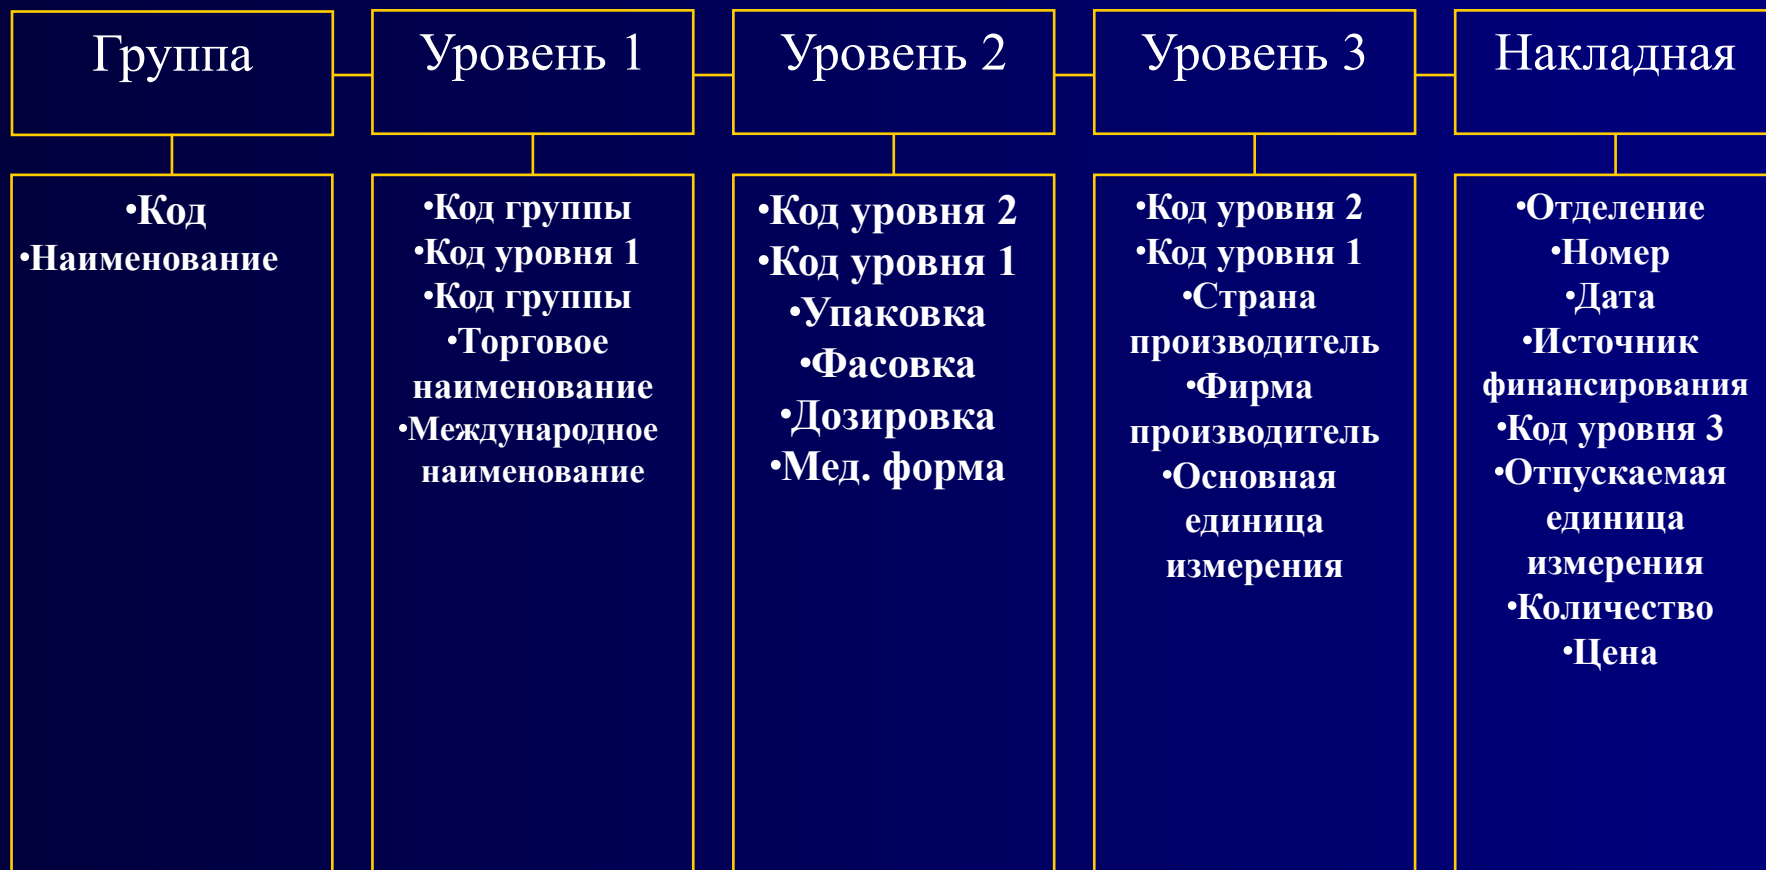 Группа
Уровень 1
Уровень 2
Уровень 3
Накладная
•Код
•Наименование
•Код группы
•Код уровня 1
•Код группы
•Торговое
наименование
•Международное
наименование
•Код уровня 2
•Код уровня 1
•Упаковка
•Фасовка
•Дозировка
•Мед. форма
•Код уровня 2
•Код уровня 1
•Страна
производитель
•Фирма
производитель
•Основная
единица
измерения
•Отделение
•Номер
•Дата
•Источник
финансирования
•Код уровня 3
•Отпускаемая
единица
измерения
•Количество
•Цена